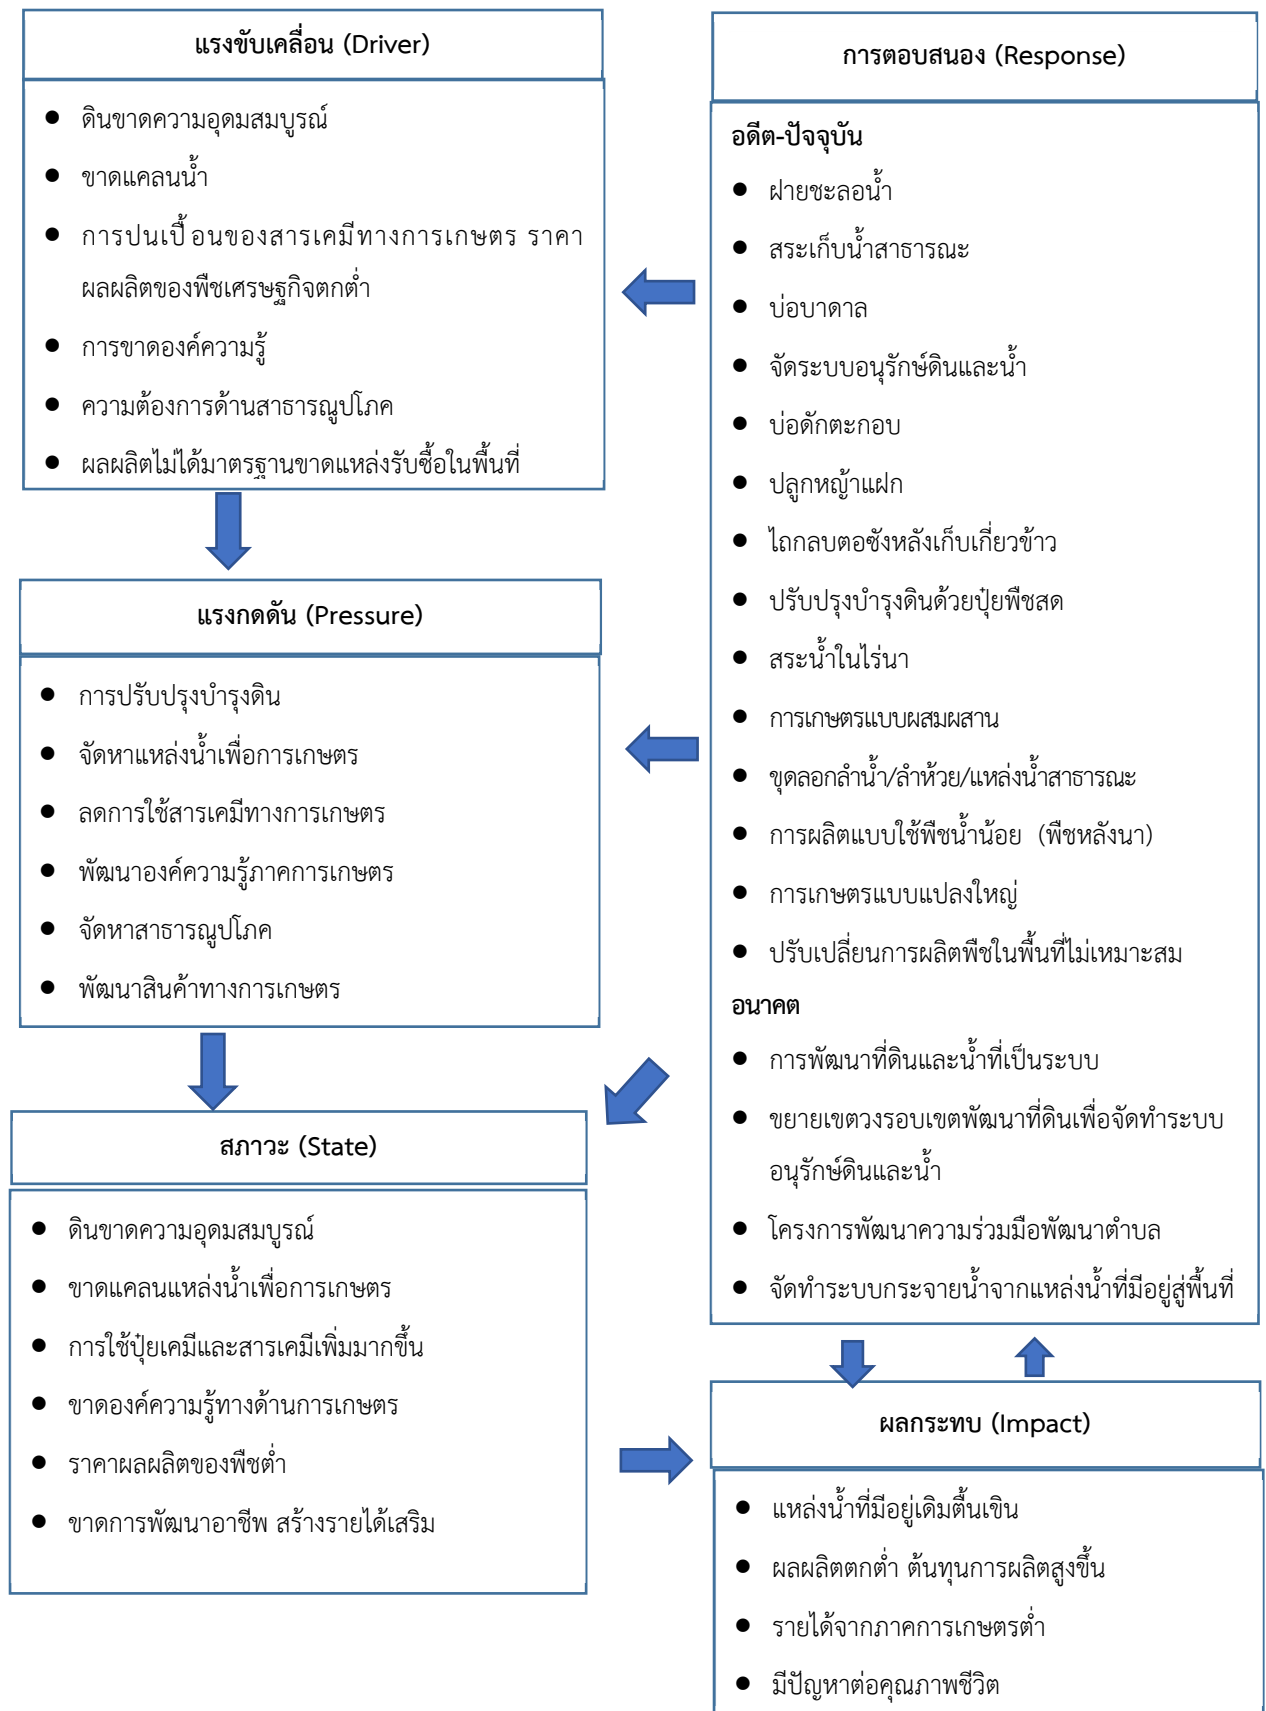 แรงขับเคลื่อน (Driver)
ดินขาดความอุดมสมบูรณ์
ขาดแคลนน้ำ
การปนเปื้อนของสารเคมีทางการเกษตร ราคา
ผลผลิตของพืชเศรษฐกิจตกต่ำ
การขาดองค์ความรู้
ความต้องการด้านสาธารณูปโภค
ผลผลิตไม่ได้มาตรฐานขาดแหล่งรับซื้อในพื้นที่
แรงกดดัน (Pressure)
การปรับปรุงบำรุงดิน
จัดหาแหล่งน้ำเพื่อการเกษตร
ลดการใช้สารเคมีทางการเกษตร
พัฒนาองค์ความรู้ภาคการเกษตร
จัดหาสาธารณูปโภค
พัฒนาสินค้าทางการเกษตร
สภาวะ (State)
ดินขาดความอุดมสมบูรณ์
ขาดแคลนแหล่งน้ำเพื่อการเกษตร
การใช้ปุ๋ยเคมีและสารเคมีเพิ่มมากขึ้น
ขาดองค์ความรู้ทางด้านการเกษตร
ราคาผลผลิตของพืชต่ำ
ขาดการพัฒนาอาชีพ สร้างรายได้เสริม
การตอบสนอง (Response)
อดีต-ปัจจุบัน
ฝายชะลอน้ำ
สระเก็บน้ำสาธารณะ
บ่อบาดาล
จัดระบบอนุรักษ์ดินและน้ำ
บ่อดักตะกอบ
ปลูกหญ้าแฝก
ไถกลบตอซังหลังเก็บเกี่ยวข้าว
ปรับปรุงบำรุงดินด้วยปุ๋ยพืชสด
สระน้ำในไร่นา
การเกษตรแบบผสมผสาน
ขุดลอกลำน้ำ/ลำห้วย/แหล่งน้ำสาธารณะ
การผลิตแบบใช้พืชน้ำน้อย (พืชหลังนา)
การเกษตรแบบแปลงใหญ่
ปรับเปลี่ยนการผลิตพืชในพื้นที่ไม่เหมาะสม
อนาคต
การพัฒนาที่ดินและน้ำที่เป็นระบบ
ขยายเขตวงรอบเขตพัฒนาที่ดินเพื่อจัดทำระบบ
อนุรักษ์ดินและน้ำ
โครงการพัฒนาความร่วมมือพัฒนาตำบล
จัดทำระบบกระจายน้ำจากแหล่งน้ำที่มีอยู่สู่พื้นที่
ผลกระทบ (Impact)
แหล่งน้ำที่มีอยู่เดิมตื้นเขิน
ผลผลิตตกต่ำ ต้นทุนการผลิตสูงขึ้น
รายได้จากภาคการเกษตรต่ำ
มีปัญหาต่อคุณภาพชีวิต